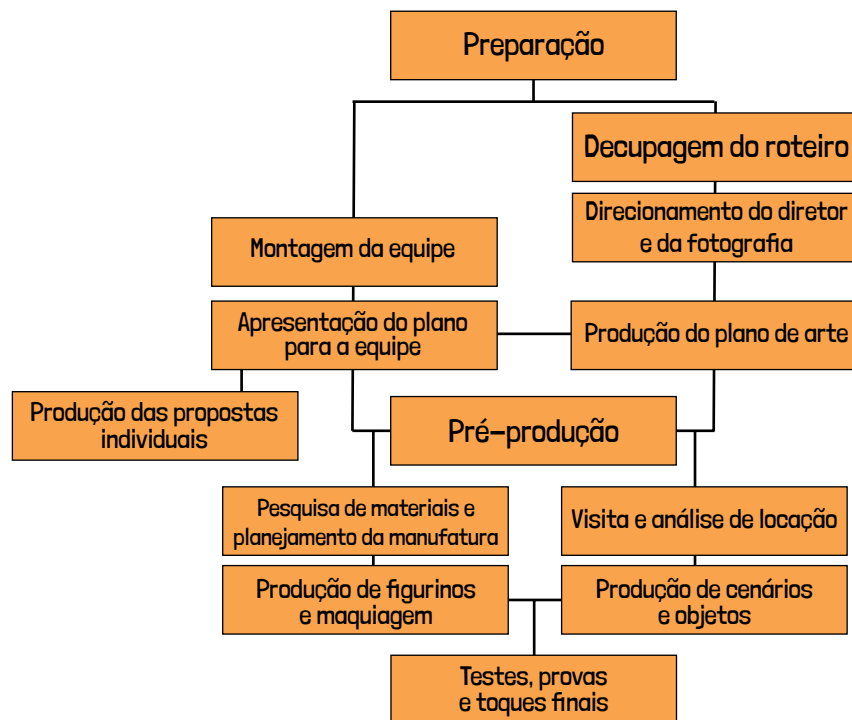 Preparação
Decupagem do roteiro
Direcionamento do diretor
e da fotografia
Montagem da equipe
Apresentação do plano
para a equipe
Produção do plano de arte
Produção das propostas
individuais
Pré-produção
Pesquisa de materiais e
planejamento da manufatura
Visita e análise de locação
Produção de figurinos
e maquiagem
Produção de cenários
e objetos
Testes, provas
e toques finais